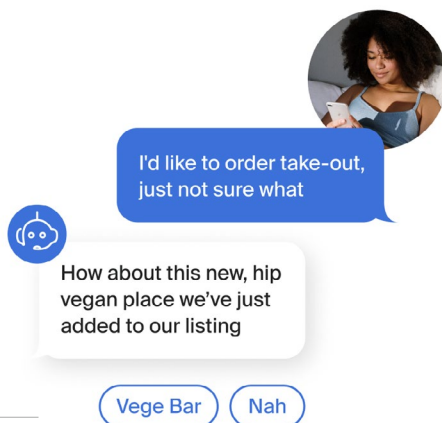 I'd like to order take-out,
just not sure what
How about this new, hip
vegan place we've just
added to our listing
Vege Bar
Nah